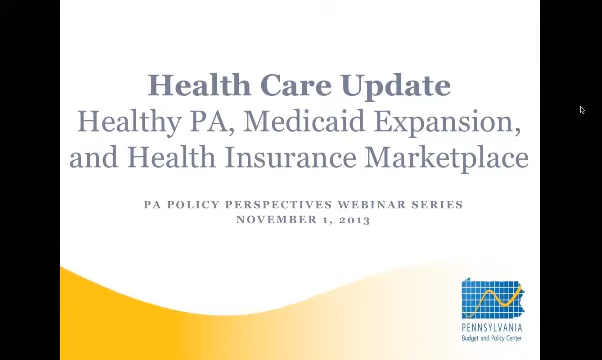 Health Care Update
Healthy PA, Medicaid Expansion,
and Health Insurance Marketplace
PA POLICY PERSPECTIVES WEBINAR SERIES
NOVEMBER 1, 2013
PENNSYLVANIA
Budget and Policy Center